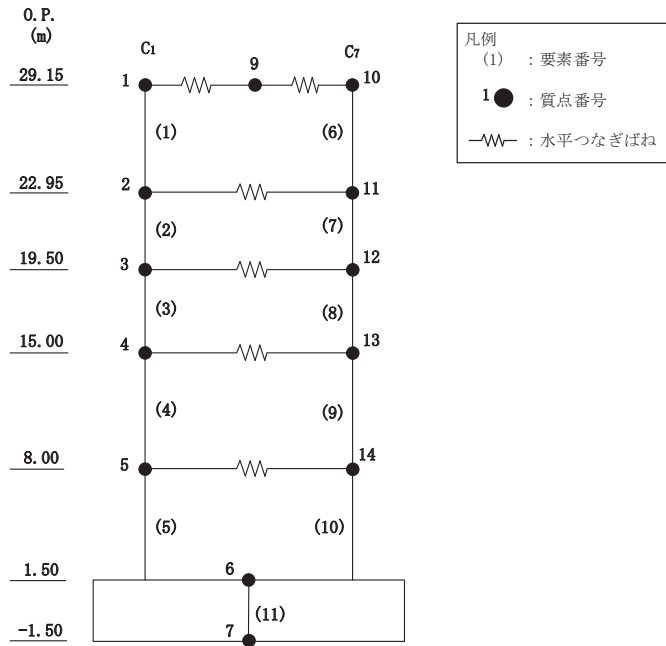 O.P.
(m)
C1 C7
29.15 1 9 10
(1) (6)
22.95 2 11
(2) (7)
19.50 3 12
(3) (8)
15.00 4 13
(4) (9)
8.00 5 14
(5) (10)
1.50 6
(11)
-1.50 7
凡例
(1) : 要素番号
1 : 質点番号
: 水平つなぎばね